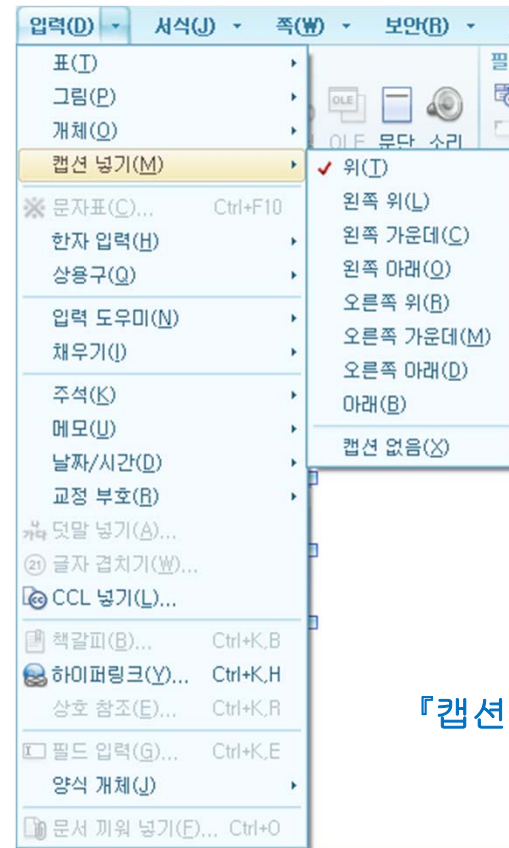 입력(D) 서식(J) 쪽(W) 보안(R)
표(T)
그림(P)
개체(O)
캡션 넣기(M)
문자표(C)... Ctrl+F10
한자 입력(H)
상용구(Q)
입력 도우미(N)
채우기(I)
주석(K)
메모(U)
날짜/시간(D)
교정 부호(R)
덧말 넣기(A)...
글자 겹치기(W)...
CCL 넣기(L)...
책갈피(B)... Ctrl+K,B
하이퍼링크(Y)... Ctrl+K,H
상호 참조(E)... Ctrl+K,R
필드 입력(G)... Ctrl+K,E
양식 개체(J)
문서 끼워 넣기(F)... Ctrl+O
OLE
OLE 문단 소리
위(T)
왼쪽 위(L)
왼쪽 가운데(C)
왼쪽 아래(O)
오른쪽 위(R)
오른쪽 가운데(M)
오른쪽 아래(D)
아래(B)
캡션 없음(X)
『캡션